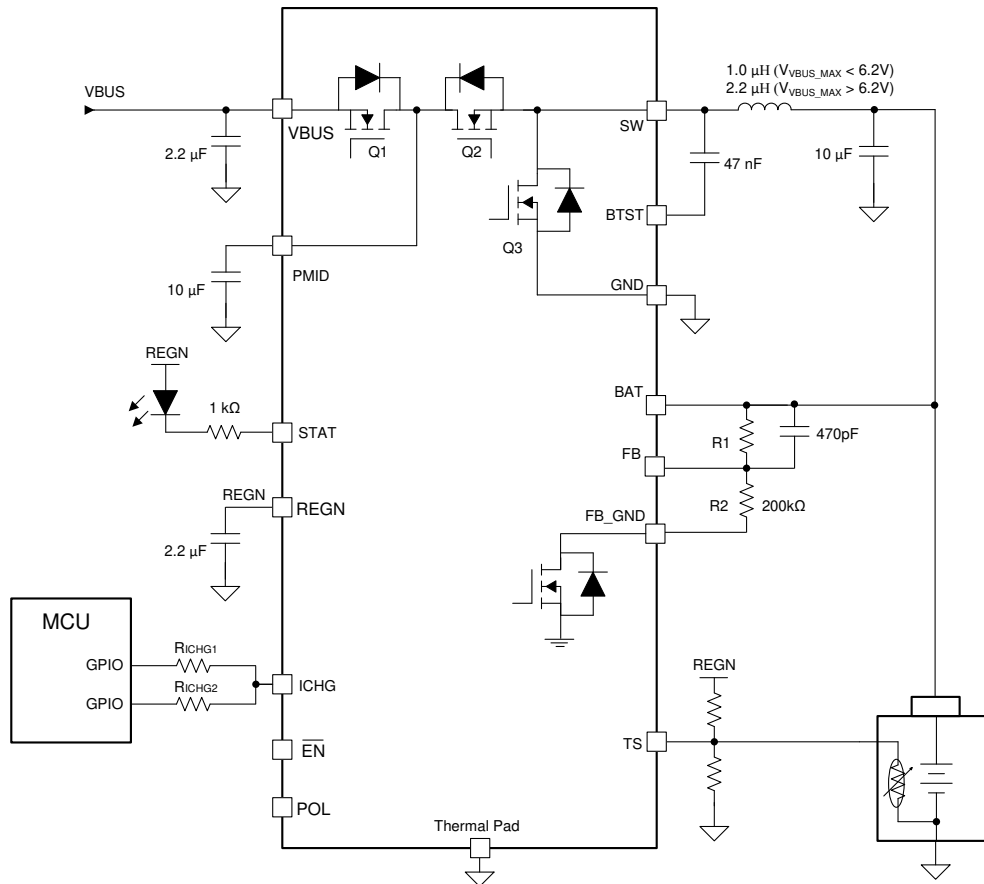 1.0 µH (VVBUS_MAX < 6.2V)
2.2 µH (VVBUS_MAX > 6.2V)
VBUS
VBUS
Q1
Q2
SW
2.2 µF
47 nF
10 µF
BTST
Q3
PMID
GND
10 µF
REGN
BAT
1 kΩ
STAT
R1
470pF
FB
REGN
REGN
R2
200kΩ
FB_GND
2.2 µF
MCU
GPIO
RICHG1
REGN
ICHG
GPIO
RICHG2
TS
EN
POL
Thermal Pad